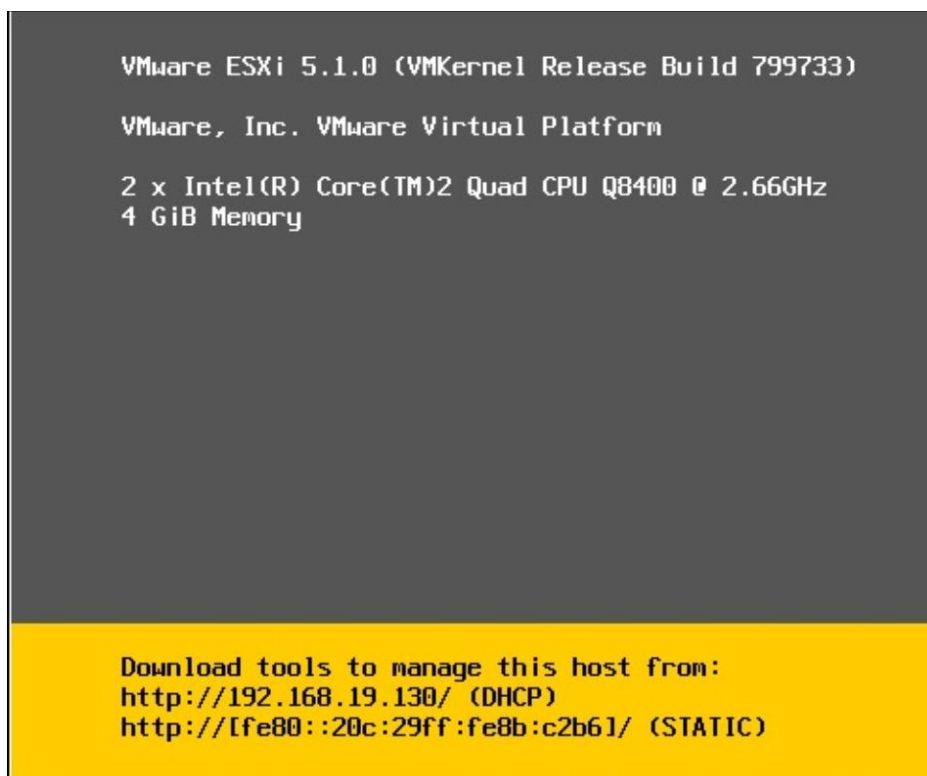 VMware ESXi 5.1.0 (VMKernel Release Build 799733)
VMware, Inc. VMware Virtual Platform
2 x Intel(R) Core(TM)2 Quad CPU Q8400 @ 2.66GHz
4 GiB Memory
Download tools to manage this host from:
http://192.168.19.130/ (DHCP)
http://[fe80::20c:29ff:fe8b:c2b6]/ (STATIC)